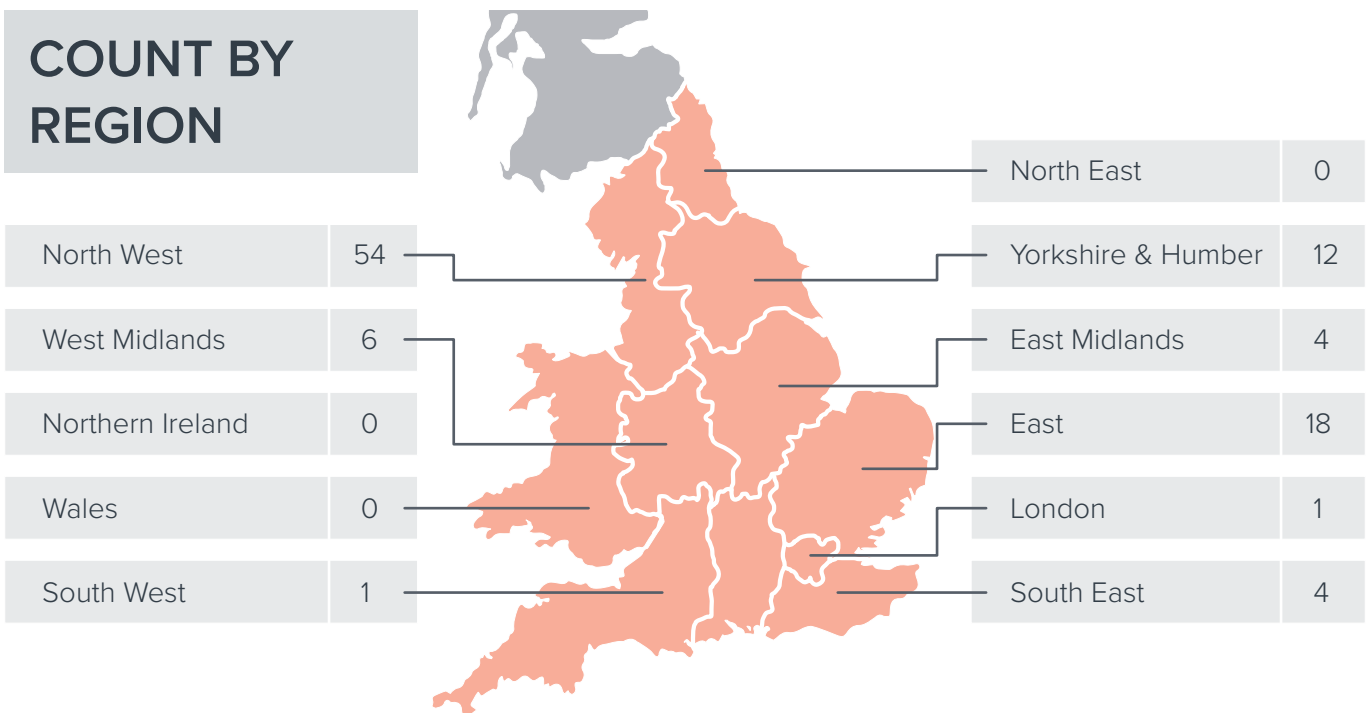 COUNT BY
REGION
North West 54
West Midlands 6
Northern Ireland 0
Wales 0
South West 1
North East 0
Yorkshire & Humber 12
East Midlands 4
East 18
London 1
South East 4